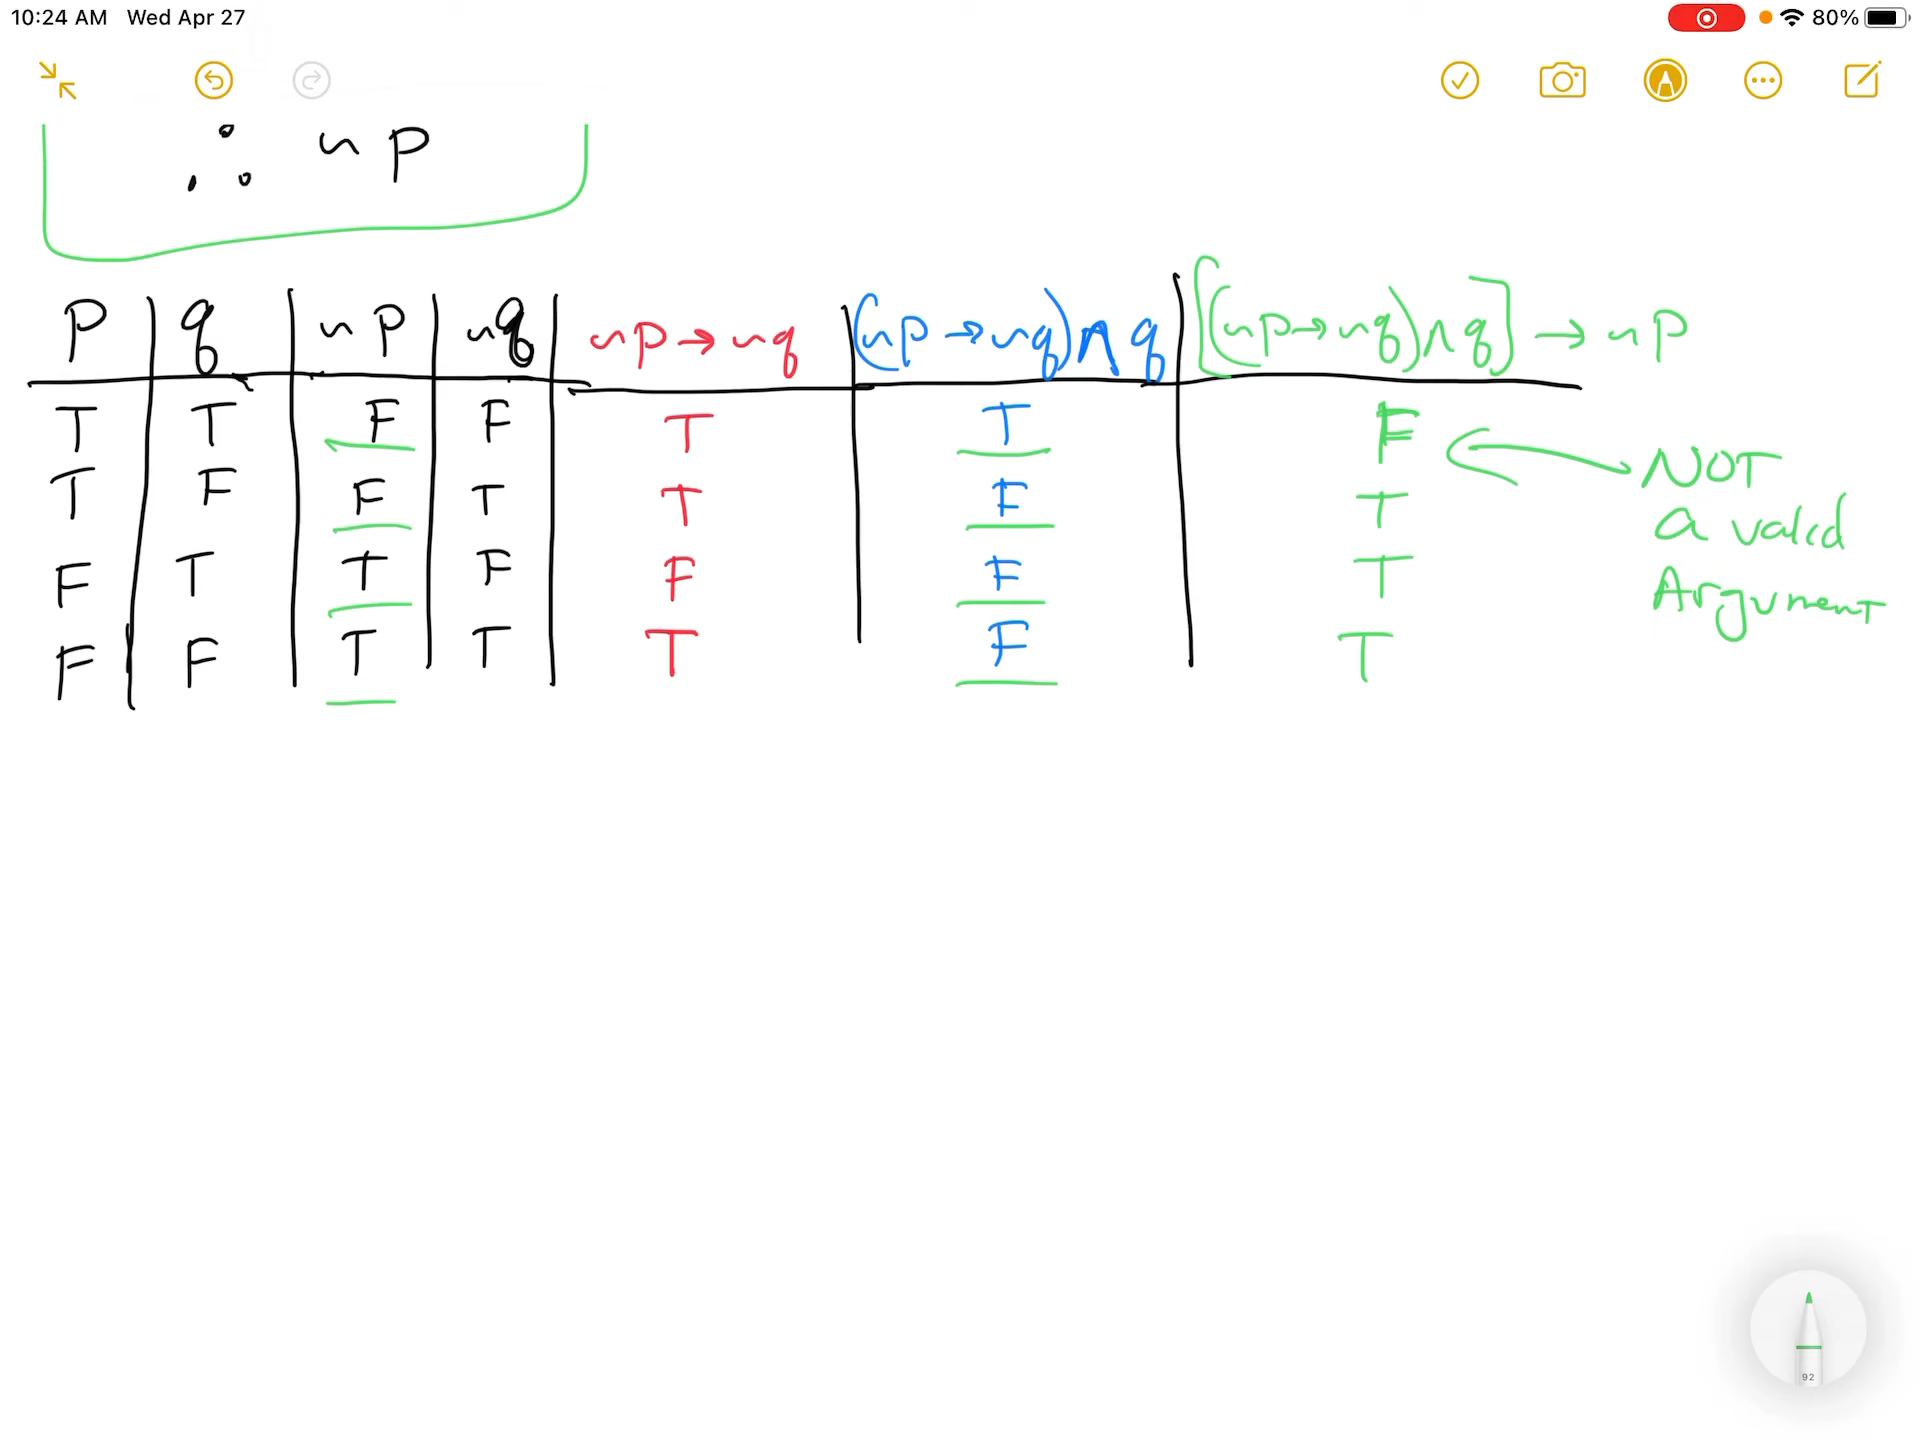 10:24 AM Wed Apr 27 80%
∴ ~p
p q ~p ~q ~p→~q (~p→~q)∧q [(~p→~q)∧q]→~p
T T F F T T F
T F F T T F T
F T T F F F T
F F T T T F T
NOT
a valid
Argument
92